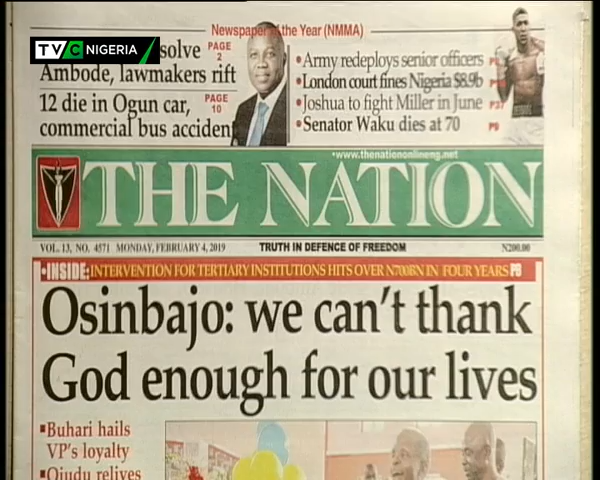 Newspaper of the Year (NMMA)
TVC NIGERIA
solve
Ambode, lawmakers rift
PAGE
2
12 die in Ogun car,
commercial bus accident
PAGE
10
•Army redeploys senior officers
•London court fines Nigeria $8.9b
•Joshua to fight Miller in June P37
•Senator Waku dies at 70 P9
•www.thenationonlineng.net
THE NATION
VOL. 13, NO. 4571 MONDAY, FEBRUARY 4, 2019 TRUTH IN DEFENCE OF FREEDOM N200.00
•INSIDE: INTERVENTION FOR TERTIARY INSTITUTIONS HITS OVER N700BN IN FOUR YEARS P8
Osinbajo: we can't thank
God enough for our lives
▪Buhari hails
VP's loyalty
▪Ojudu relives